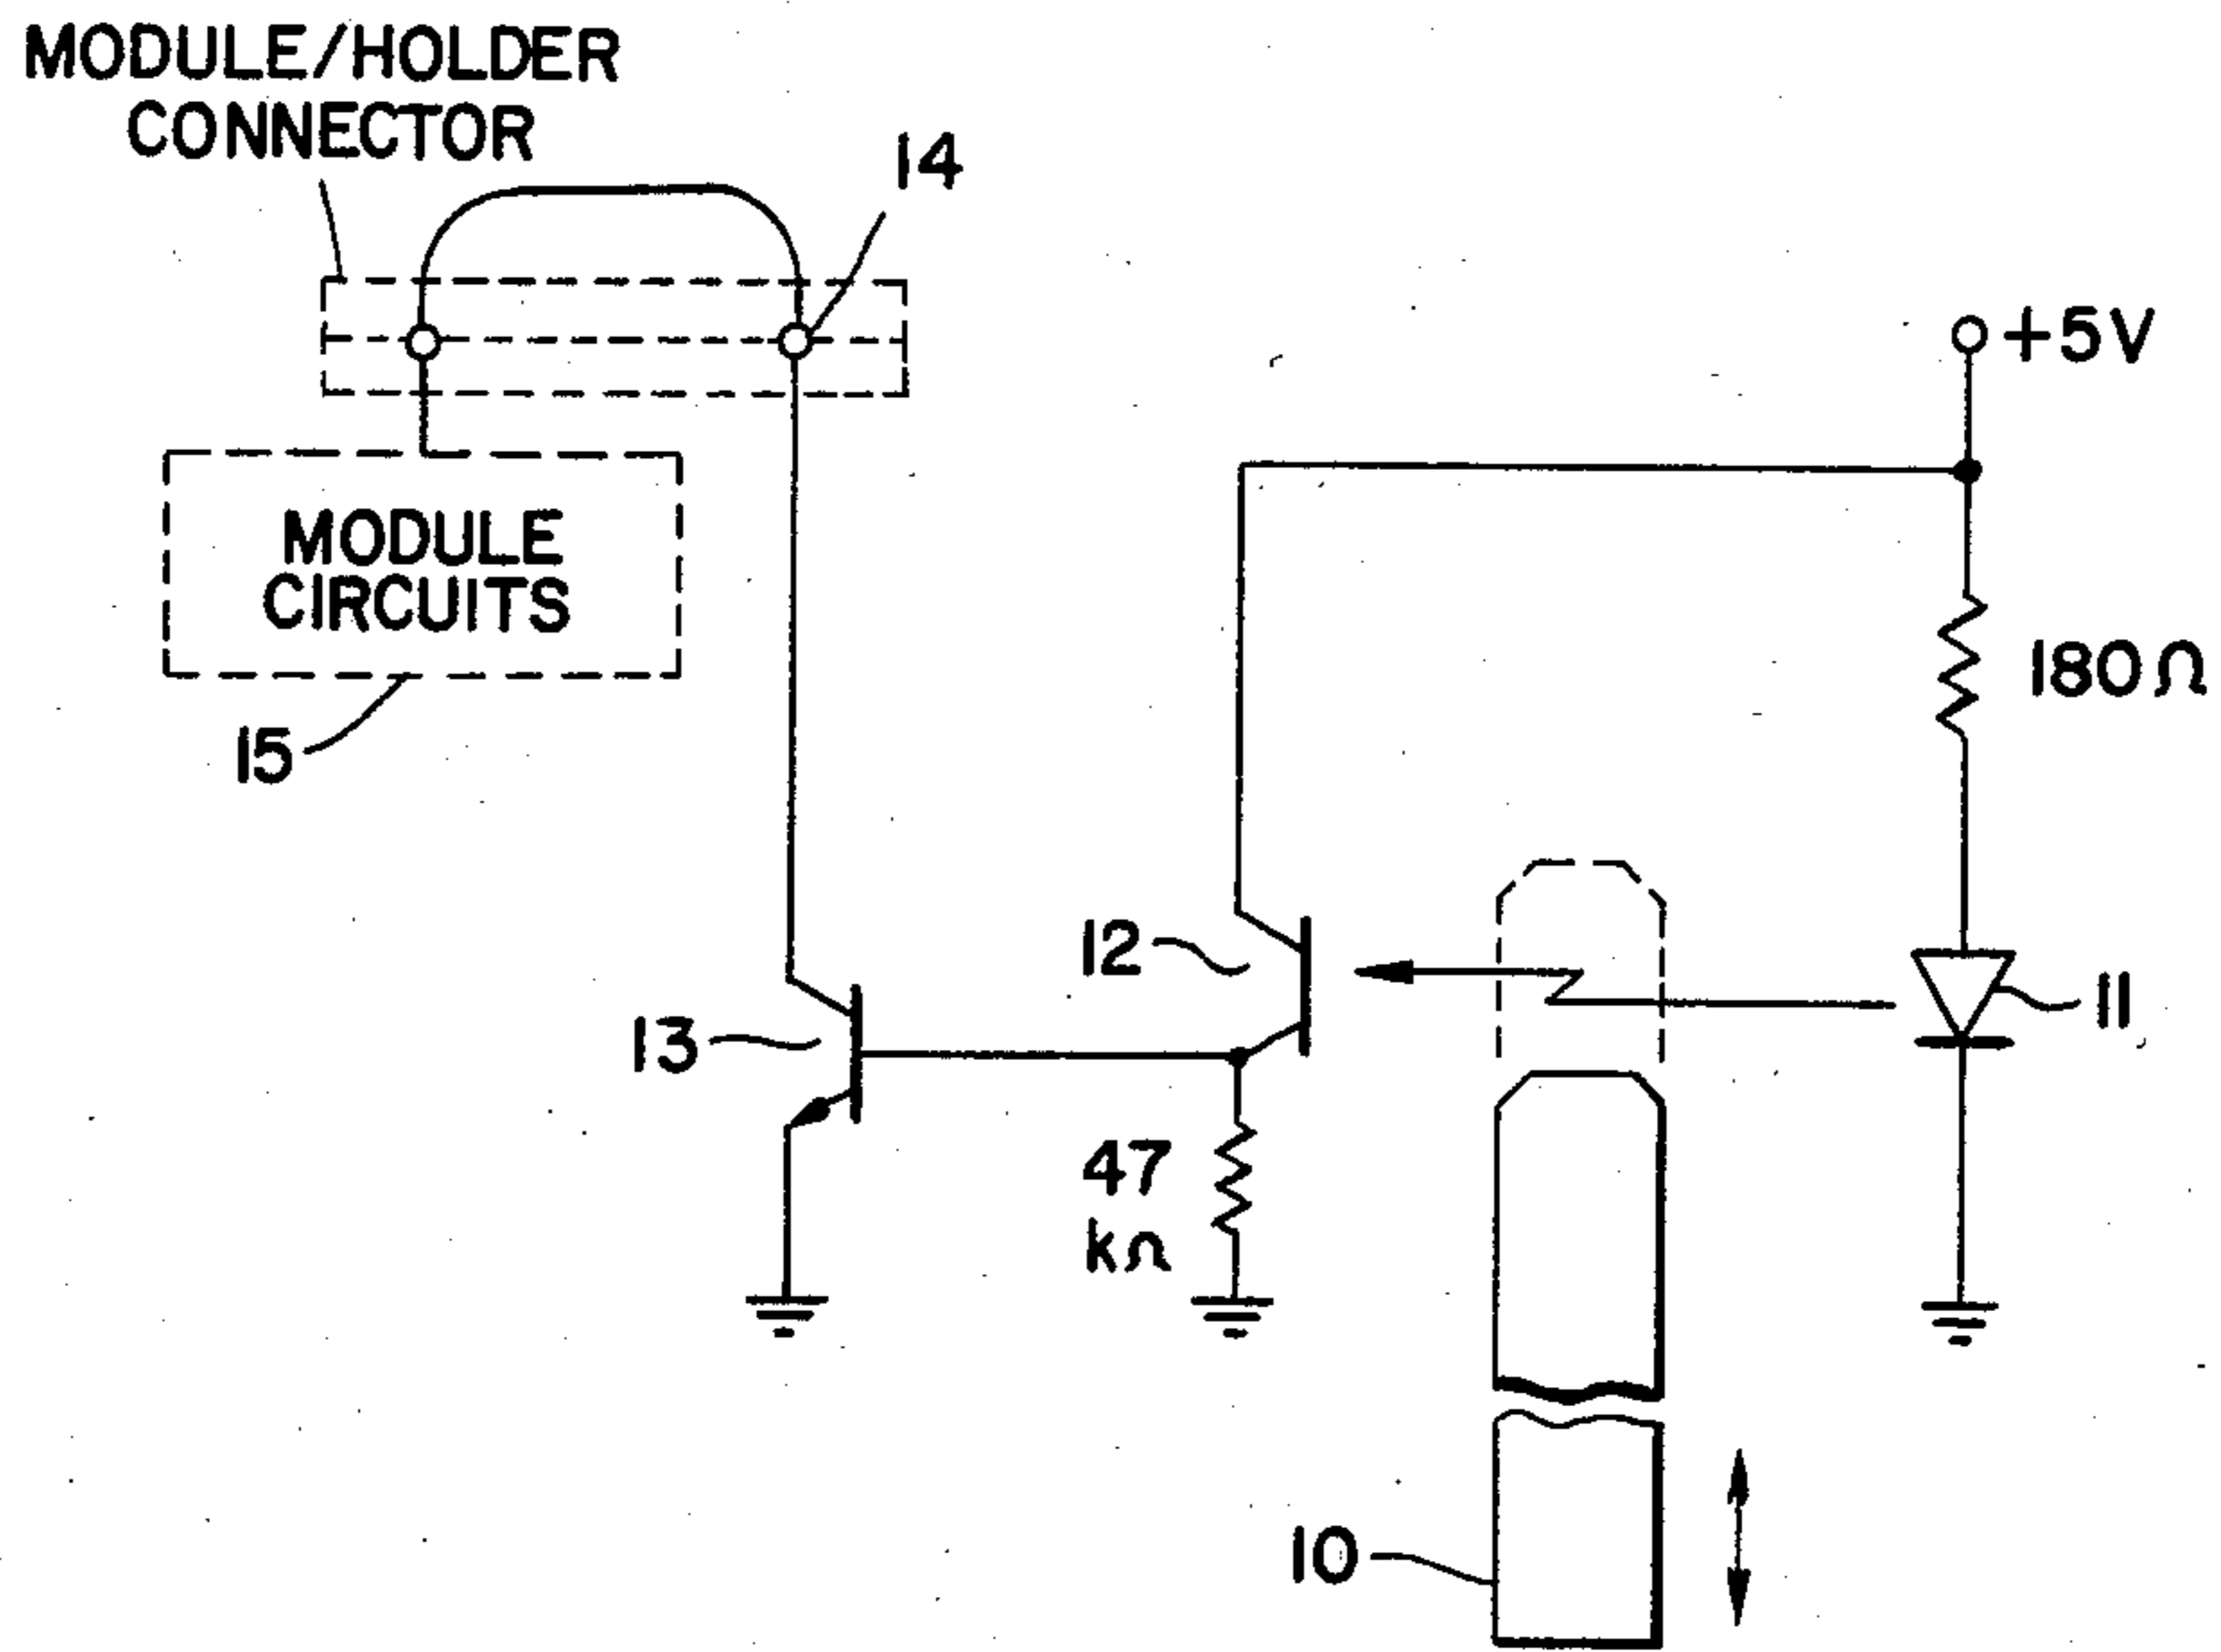 MODULE/HOLDER
CONNECTOR
14
+5V
MODULE
CIRCUITS
180Ω
15
12
11
13
47
kΩ
10